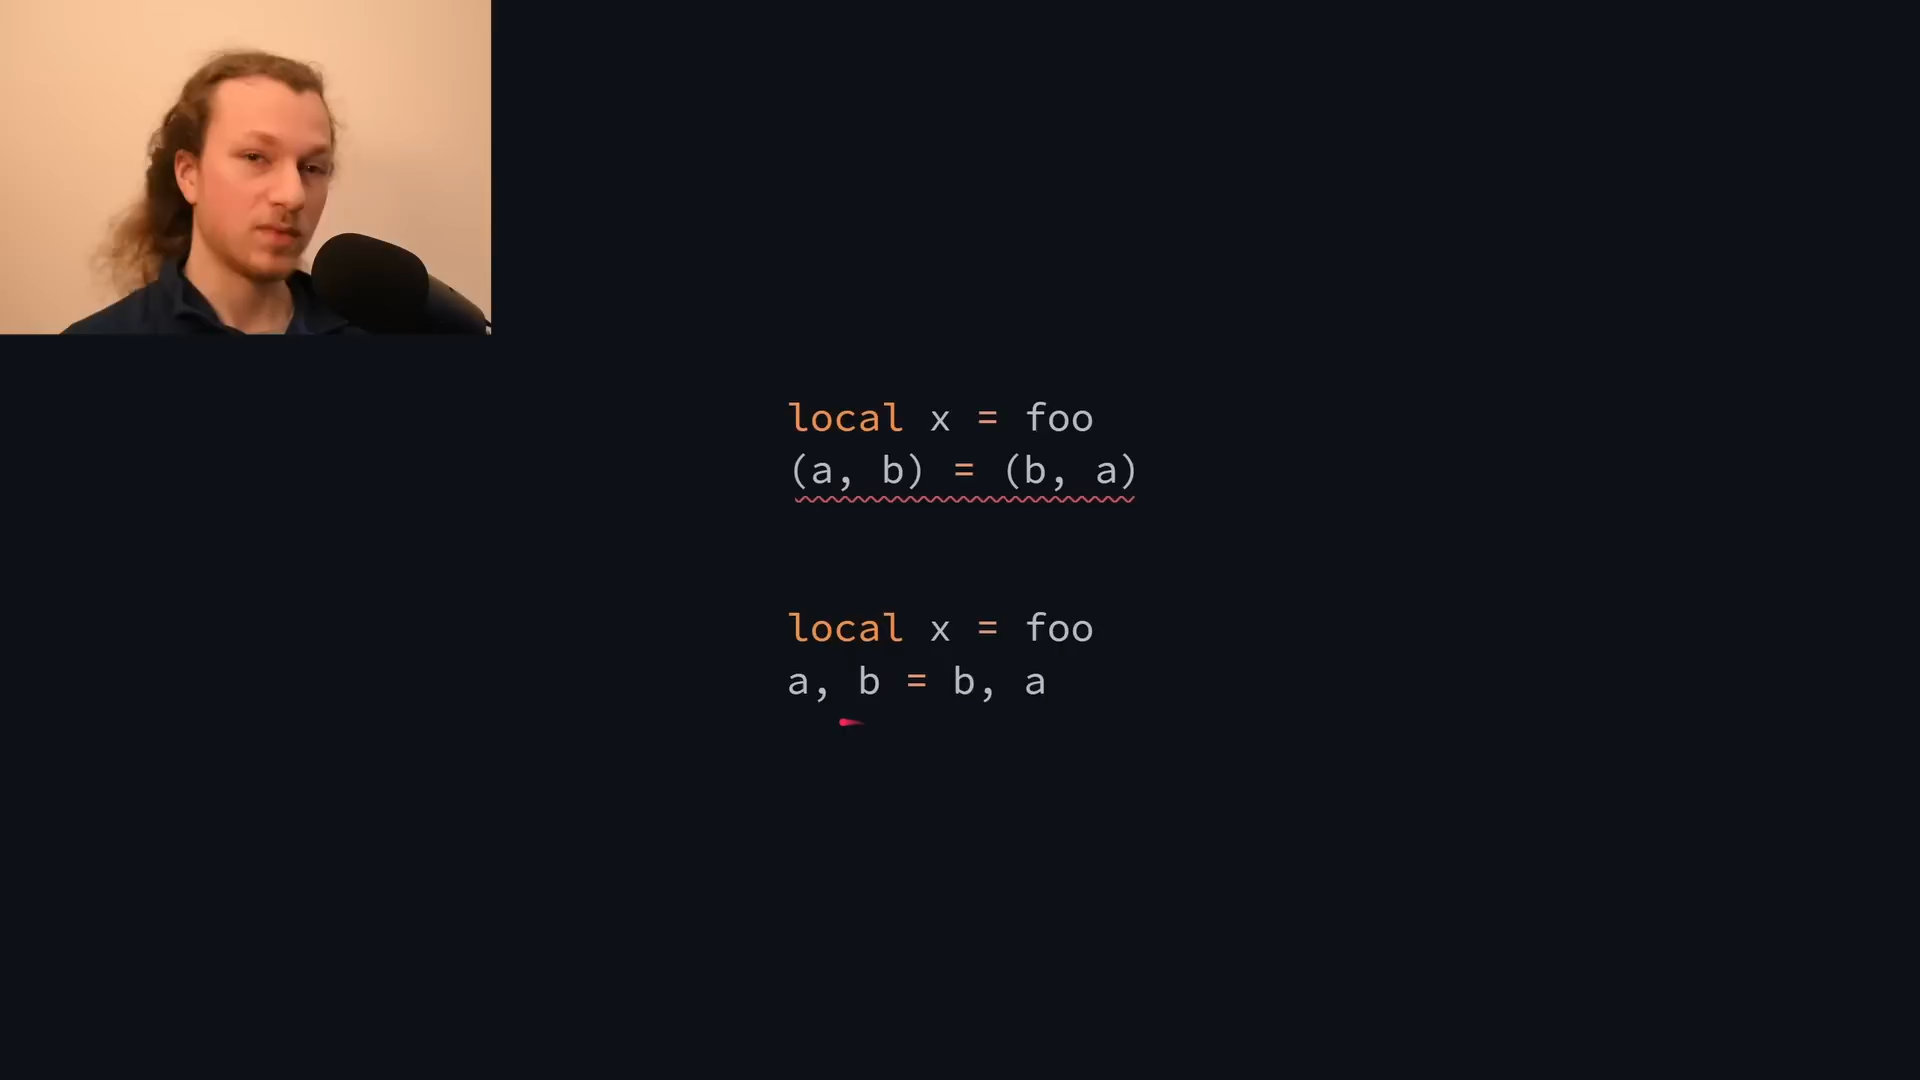 local x = foo
(a, b) = (b, a)
local x = foo
a, b = b, a